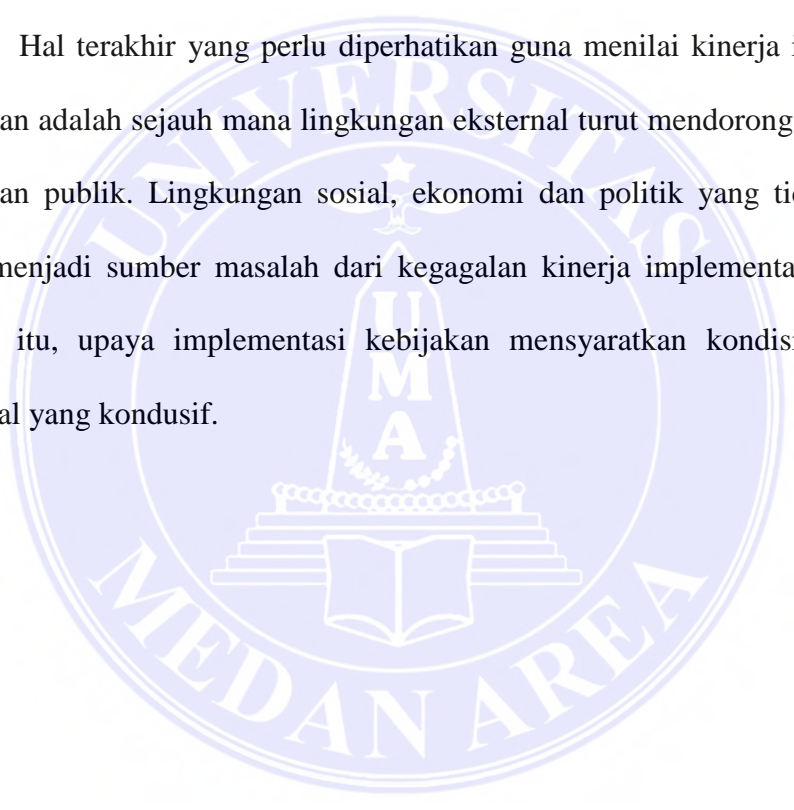 Hal terakhir yang perlu diperhatikan guna menilai kinerja i
an adalah sejauh mana lingkungan eksternal turut mendorong
an publik. Lingkungan sosial, ekonomi dan politik yang
menjadi sumber masalah dari kegagalan kinerja implementa
itu, upaya implementasi kebijakan mensyaratkan kondisi
al yang kondusif.
UNIVERSITAS
UMA
MEDAN AREA